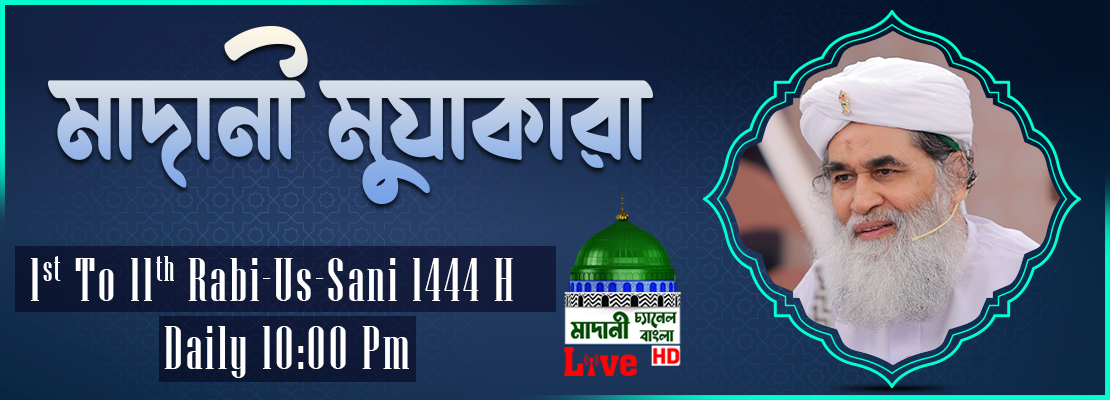 মাদানী মুযাকারা
1st To 11th Rabi-Us-Sani 1444 H
Daily 10:00 Pm
মাদানী চ্যানেল বাংলা
Live HD